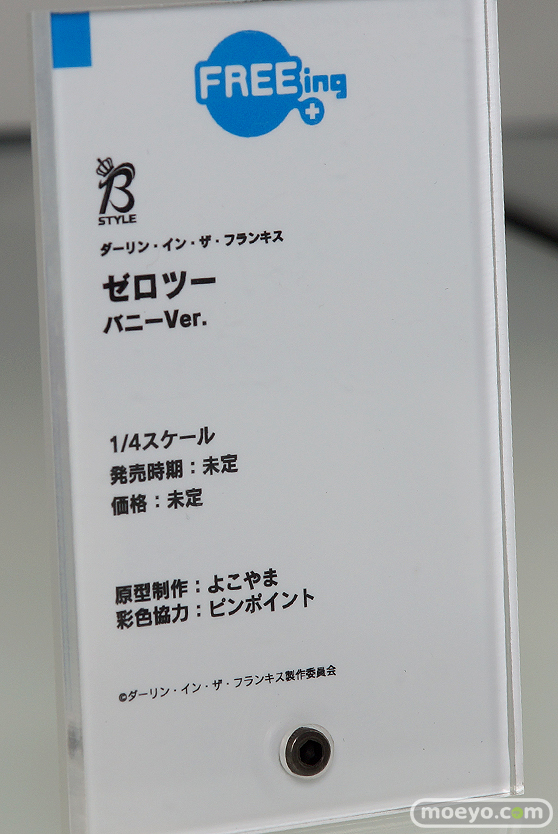 FREEing
B
STYLE
ダーリン・イン・ザ・フランキス
ゼロツー
バニーVer.
1/4スケール
発売時期：未定
価格：未定
原型制作：よこやま
彩色協力：ピンポイント
©ダーリン・イン・ザ・フランキス製作委員会
moeyo.com